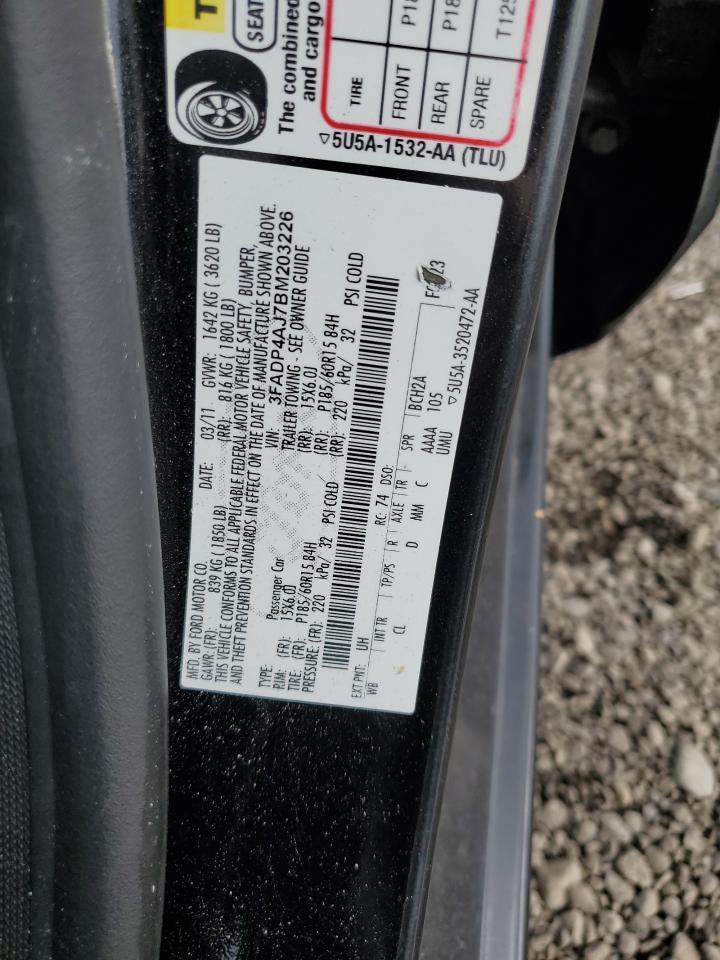 T
SEAT
The combined
and cargo
TIRE
FRONT P18
REAR P18
SPARE T125
▽5U5A-1532-AA (TLU)
MFD. BY FORD MOTOR CO.
DATE: 03/11 GVWR: 1642 KG ( 3620 LB)
GAWR: (FR): 839 KG ( 1850 LB) (RR): 816 KG ( 1800 LB)
THIS VEHICLE CONFORMS TO ALL APPLICABLE FEDERAL MOTOR VEHICLE SAFETY, BUMPER,
AND THEFT PREVENTION STANDARDS IN EFFECT ON THE DATE OF MANUFACTURE SHOWN ABOVE.
VIN: 3FADP4AJ7BM203226
TYPE: Passenger Car TRAILER TOWING - SEE OWNER GUIDE
RIM: (FR): 15X6.0J (RR): 15X6.0J
TIRE: (FR): P185/60R15 84H (RR): P185/60R15 84H
PRESSURE: (FR): 220 kPa/ 32 PSI COLD/ (RR): 220 kPa/ 32 PSI COLD
EXT PNT: UH RC: 74 DSO:
WB INT TR TP/PS R AXLE TR SPR BCH2A
CL D MM C AAAA 105
UMU
▽5U5A-3520472-AA